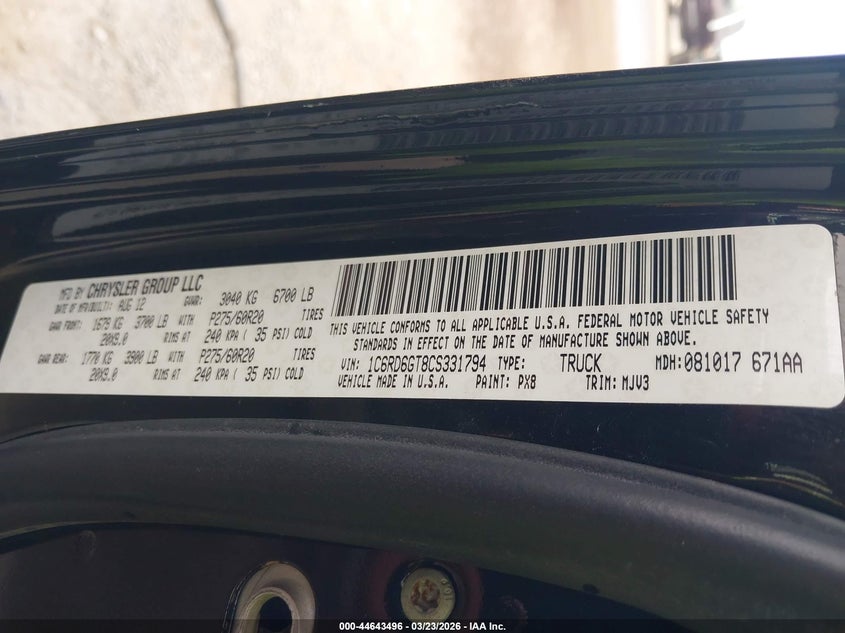 MFD BY CHRYSLER GROUP LLC
DATE OF MFR(BUILT): AUG 12 GVWR: 3040 KG 6700 LB
GAWR FRONT: 1679 KG 3700 LB WITH P275/60R20 TIRES
20X9.0 RIMS AT 240 KPA ( 35 PSI) COLD
GAWR REAR: 1770 KG 3900 LB WITH P275/60R20 TIRES
20X9.0 RIMS AT 240 KPA ( 35 PSI) COLD
THIS VEHICLE CONFORMS TO ALL APPLICABLE U.S.A. FEDERAL MOTOR VEHICLE SAFETY
STANDARDS IN EFFECT ON THE DATE OF MANUFACTURE SHOWN ABOVE.
VIN: 1C6RD6GT8CS331794 TYPE: TRUCK MDH:081017 671AA
VEHICLE MADE IN U.S.A. PAINT: PX8 TRIM: MJV3
000-44643496 - 03/23/2026 - IAA Inc.